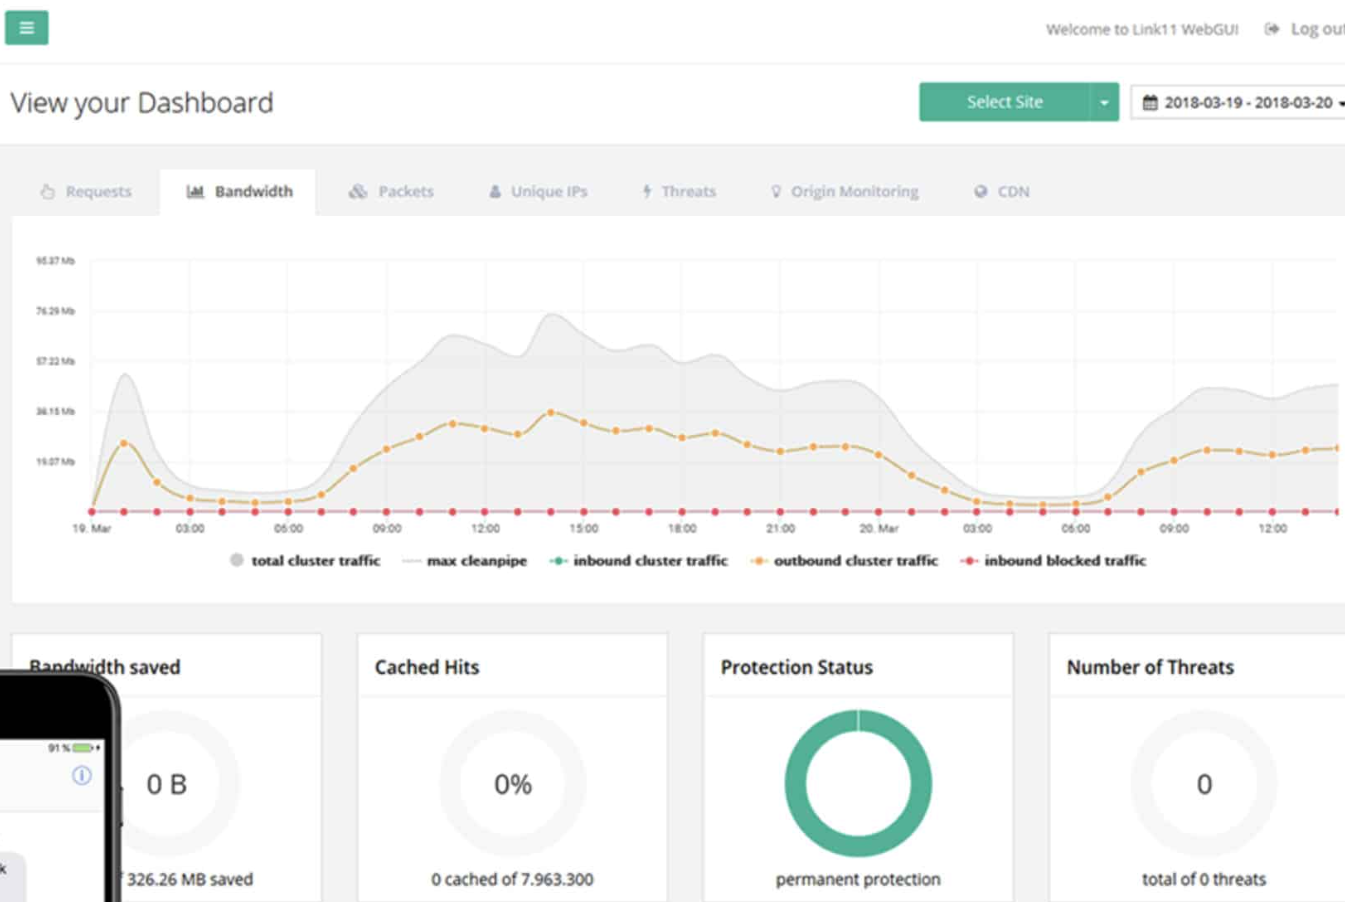 Welcome to Link11 WebGUI Log out
View your Dashboard
Select Site
2018-03-19 - 2018-03-20
Requests Bandwidth Packets Unique IPs Threats Origin Monitoring CDN
95.37 Mb
76.29 Mb
57.22 Mb
38.15 Mb
19.07 Mb
19. Mar 03:00 06:00 09:00 12:00 15:00 18:00 21:00 20. Mar 03:00 06:00 09:00 12:00
total cluster traffic max cleanpipe inbound cluster traffic outbound cluster traffic inbound blocked traffic
Bandwidth saved Cached Hits Protection Status Number of Threats
91 %
0 B 0% 0
k
326.26 MB saved 0 cached of 7.963.300 permanent protection total of 0 threats